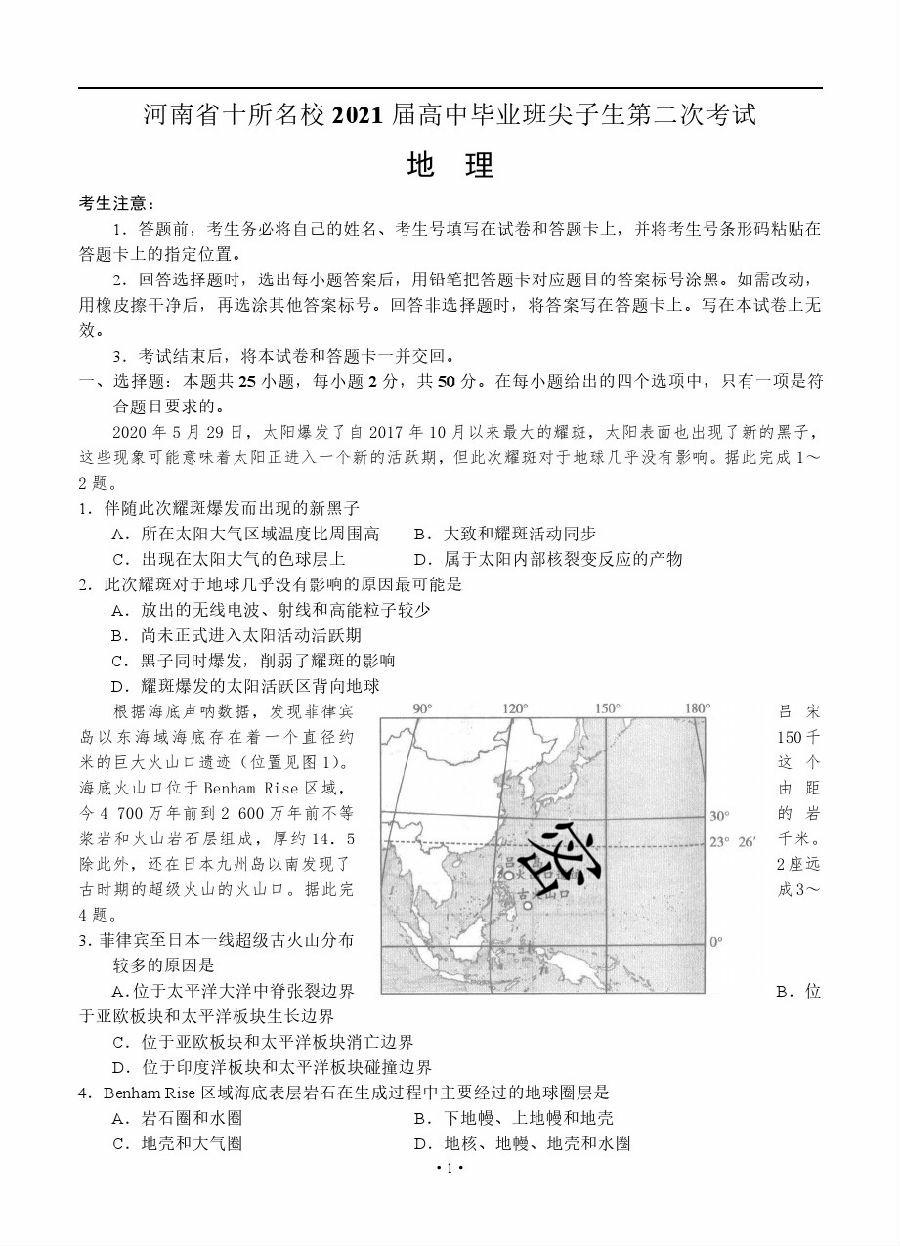 河南省十所名校2021届高中毕业班尖子生第二次考试
地 理
考生注意：
1．答题前，考生务必将自己的姓名、考生号填写在试卷和答题卡上，并将考生号条形码粘贴在
答题卡上的指定位置。
2．回答选择题时，选出每小题答案后，用铅笔把答题卡对应题目的答案标号涂黑。如需改动，
用橡皮擦干净后，再选涂其他答案标号。回答非选择题时，将答案写在答题卡上。写在本试卷上无
效。
3．考试结束后，将本试卷和答题卡一并交回。
一、选择题：本题共25小题，每小题2分，共50分。在每小题给出的四个选项中，只有一项是符
合题目要求的。
2020年5月29日，太阳爆发了自2017年10月以来最大的耀斑，太阳表面也出现了新的黑子，
这些现象可能意味着太阳正进入一个新的活跃期，但此次耀斑对于地球几乎没有影响。据此完成1～
2题。
1．伴随此次耀斑爆发而出现的新黑子
A．所在太阳大气区域温度比周围高 B．大致和耀斑活动同步
C．出现在太阳大气的色球层上 D．属于太阳内部核裂变反应的产物
2．此次耀斑对于地球几乎没有影响的原因最可能是
A．放出的无线电波、射线和高能粒子较少
B．尚未正式进入太阳活动活跃期
C．黑子同时爆发，削弱了耀斑的影响
D．耀斑爆发的太阳活跃区背向地球
根据海底声呐数据，发现菲律宾 吕宋
岛以东海域海底存在着一个直径约 150千
米的巨大火山口遗迹（位置见图1）。 这个
海底火山口位于Benham Rise区域， 由距
今4 700万年前到2 600万年前不等 的岩
浆岩和火山岩石层组成，厚约14．5 千米。
除此外，还在日本九州岛以南发现了 2座远
古时期的超级火山的火山口。据此完 成3～
4题。
90° 120° 150° 180°
30°
23° 26′
0°
密
古火山口
3．菲律宾至日本一线超级古火山分布
较多的原因是
A．位于太平洋大洋中脊张裂边界 B．位
于亚欧板块和太平洋板块生长边界
C．位于亚欧板块和太平洋板块消亡边界
D．位于印度洋板块和太平洋板块碰撞边界
4．Benham Rise区域海底表层岩石在生成过程中主要经过的地球圈层是
A．岩石圈和水圈 B．下地幔、上地幔和地壳
C．地壳和大气圈 D．地核、地幔、地壳和水圈
·1·